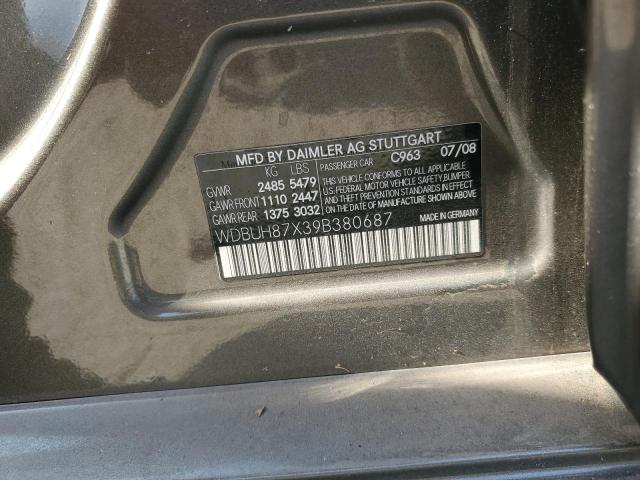 MFD BY DAIMLER AG STUTTGART
KG LBS PASSENGER CAR C963 07/08
GVWR 2485 5479 THIS VEHICLE CONFORMS TO ALL APPLICABLE
GAWR FRONT 1110 2447 U.S. FEDERAL MOTOR VEHICLE SAFETY,BUMPER
GAWR REAR 1375 3032 AND THEFT PREVENTION STANDARDS IN EFFECT
ON THE DATE OF MANUFACTURE SHOWN ABOVE.
WDBUH87X39B380687 MADE IN GERMANY